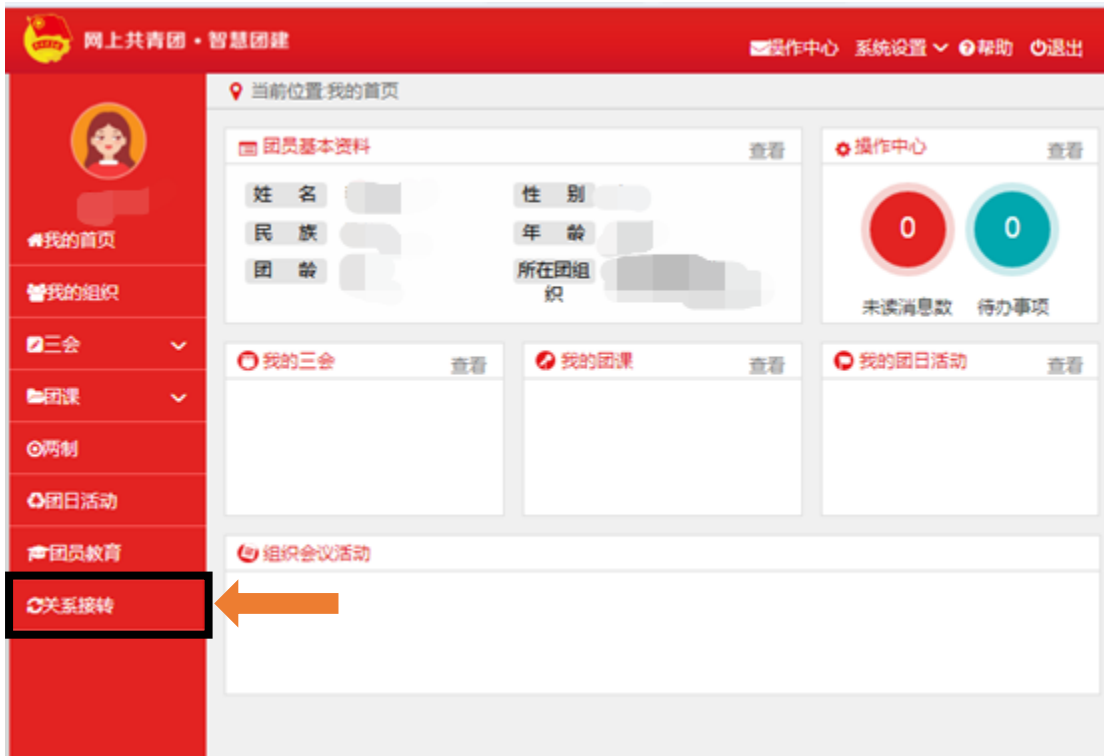 网上共青团·智慧团建
操作中心 系统设置 帮助 退出
当前位置:我的首页
我的首页
我的组织
三会
团课
两制
团日活动
团员教育
关系接转
团员基本资料 查看
姓 名 性 别
民 族 年 龄
团 龄 所在团组
织
操作中心 查看
0 0
未读消息数 待办事项
我的三会 查看
我的团课 查看
我的团日活动 查看
组织会议活动